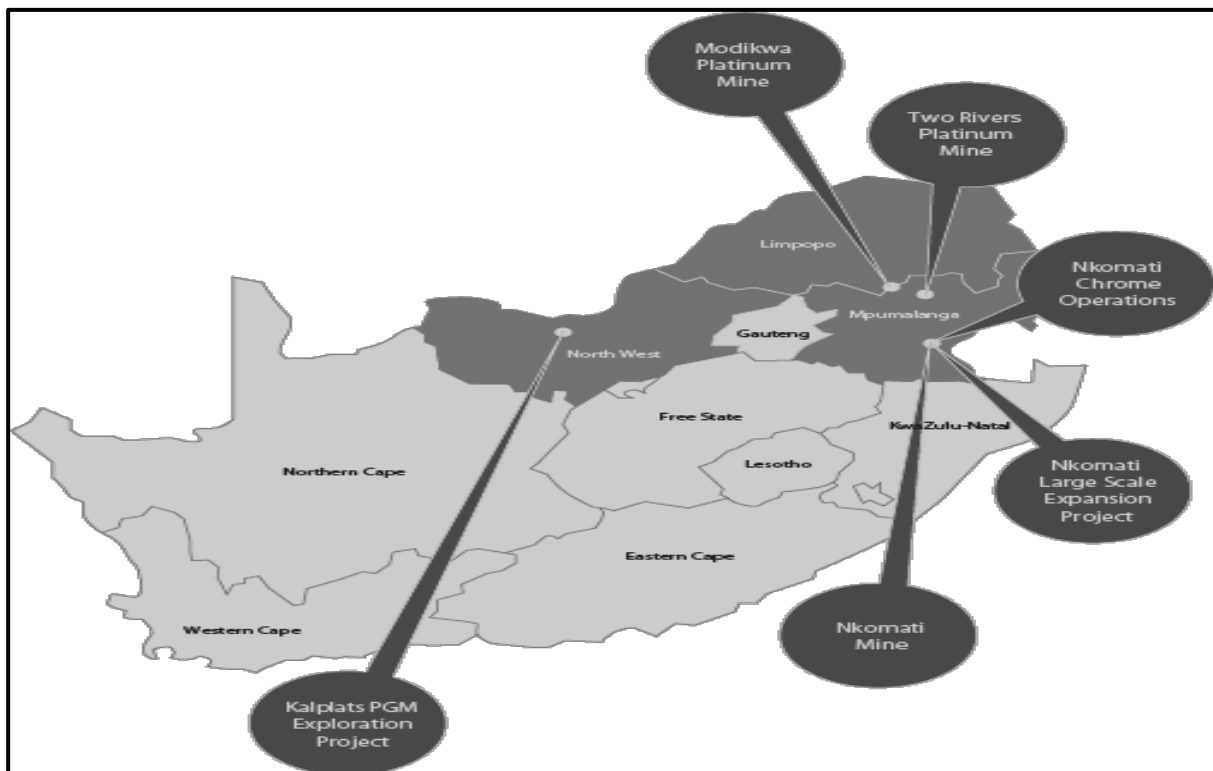 Modikwa
Platinum
Mine
Two Rivers
Platinum
Mine
Limpopo
Nkomati
Chrome
Operations
Mpumalanga
Gauteng
North West
Free State
KwaZulu-Natal
Lesotho
Northern Cape
Nkomati
Large Scale
Expansion
Project
Eastern Cape
Western Cape
Nkomati
Mine
Kalplats PGM
Exploration
Project